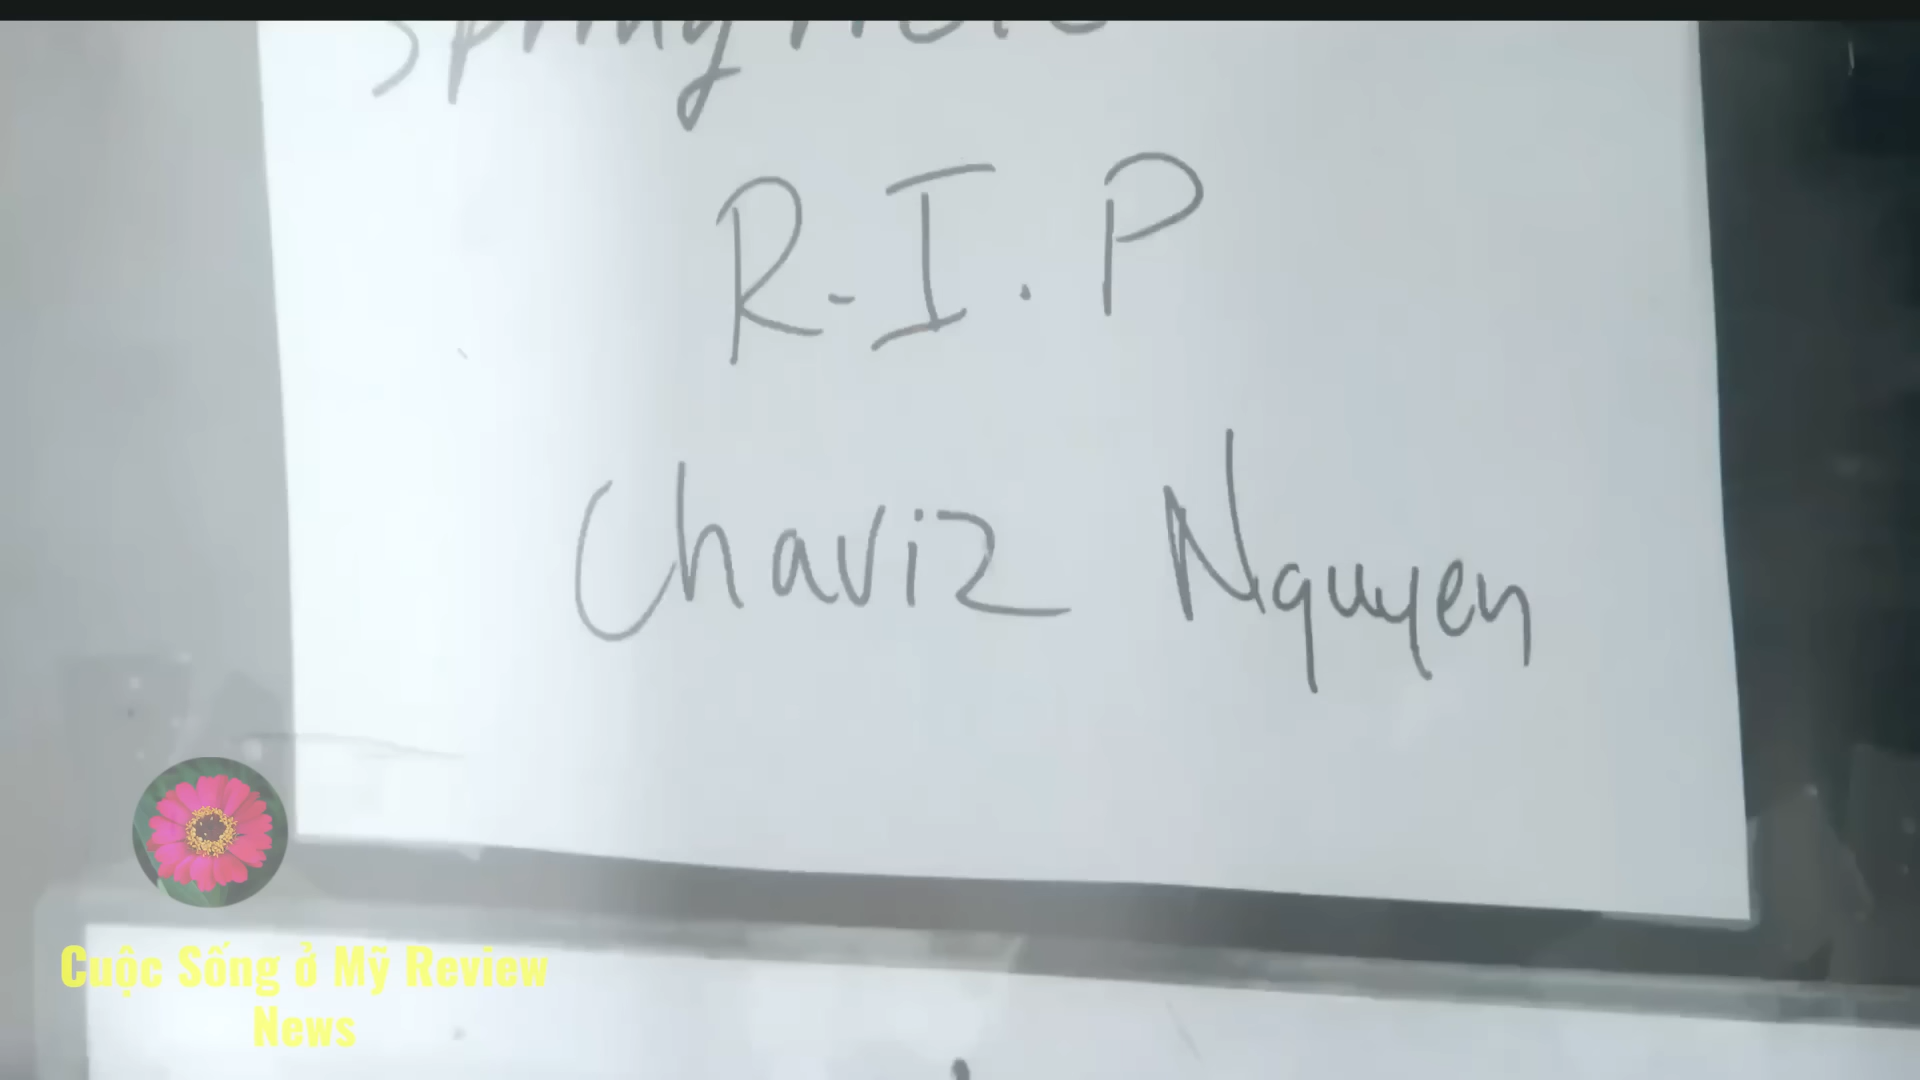 R-I.P
Chaviz Nguyen
Cuộc Sống ở Mỹ Review
News